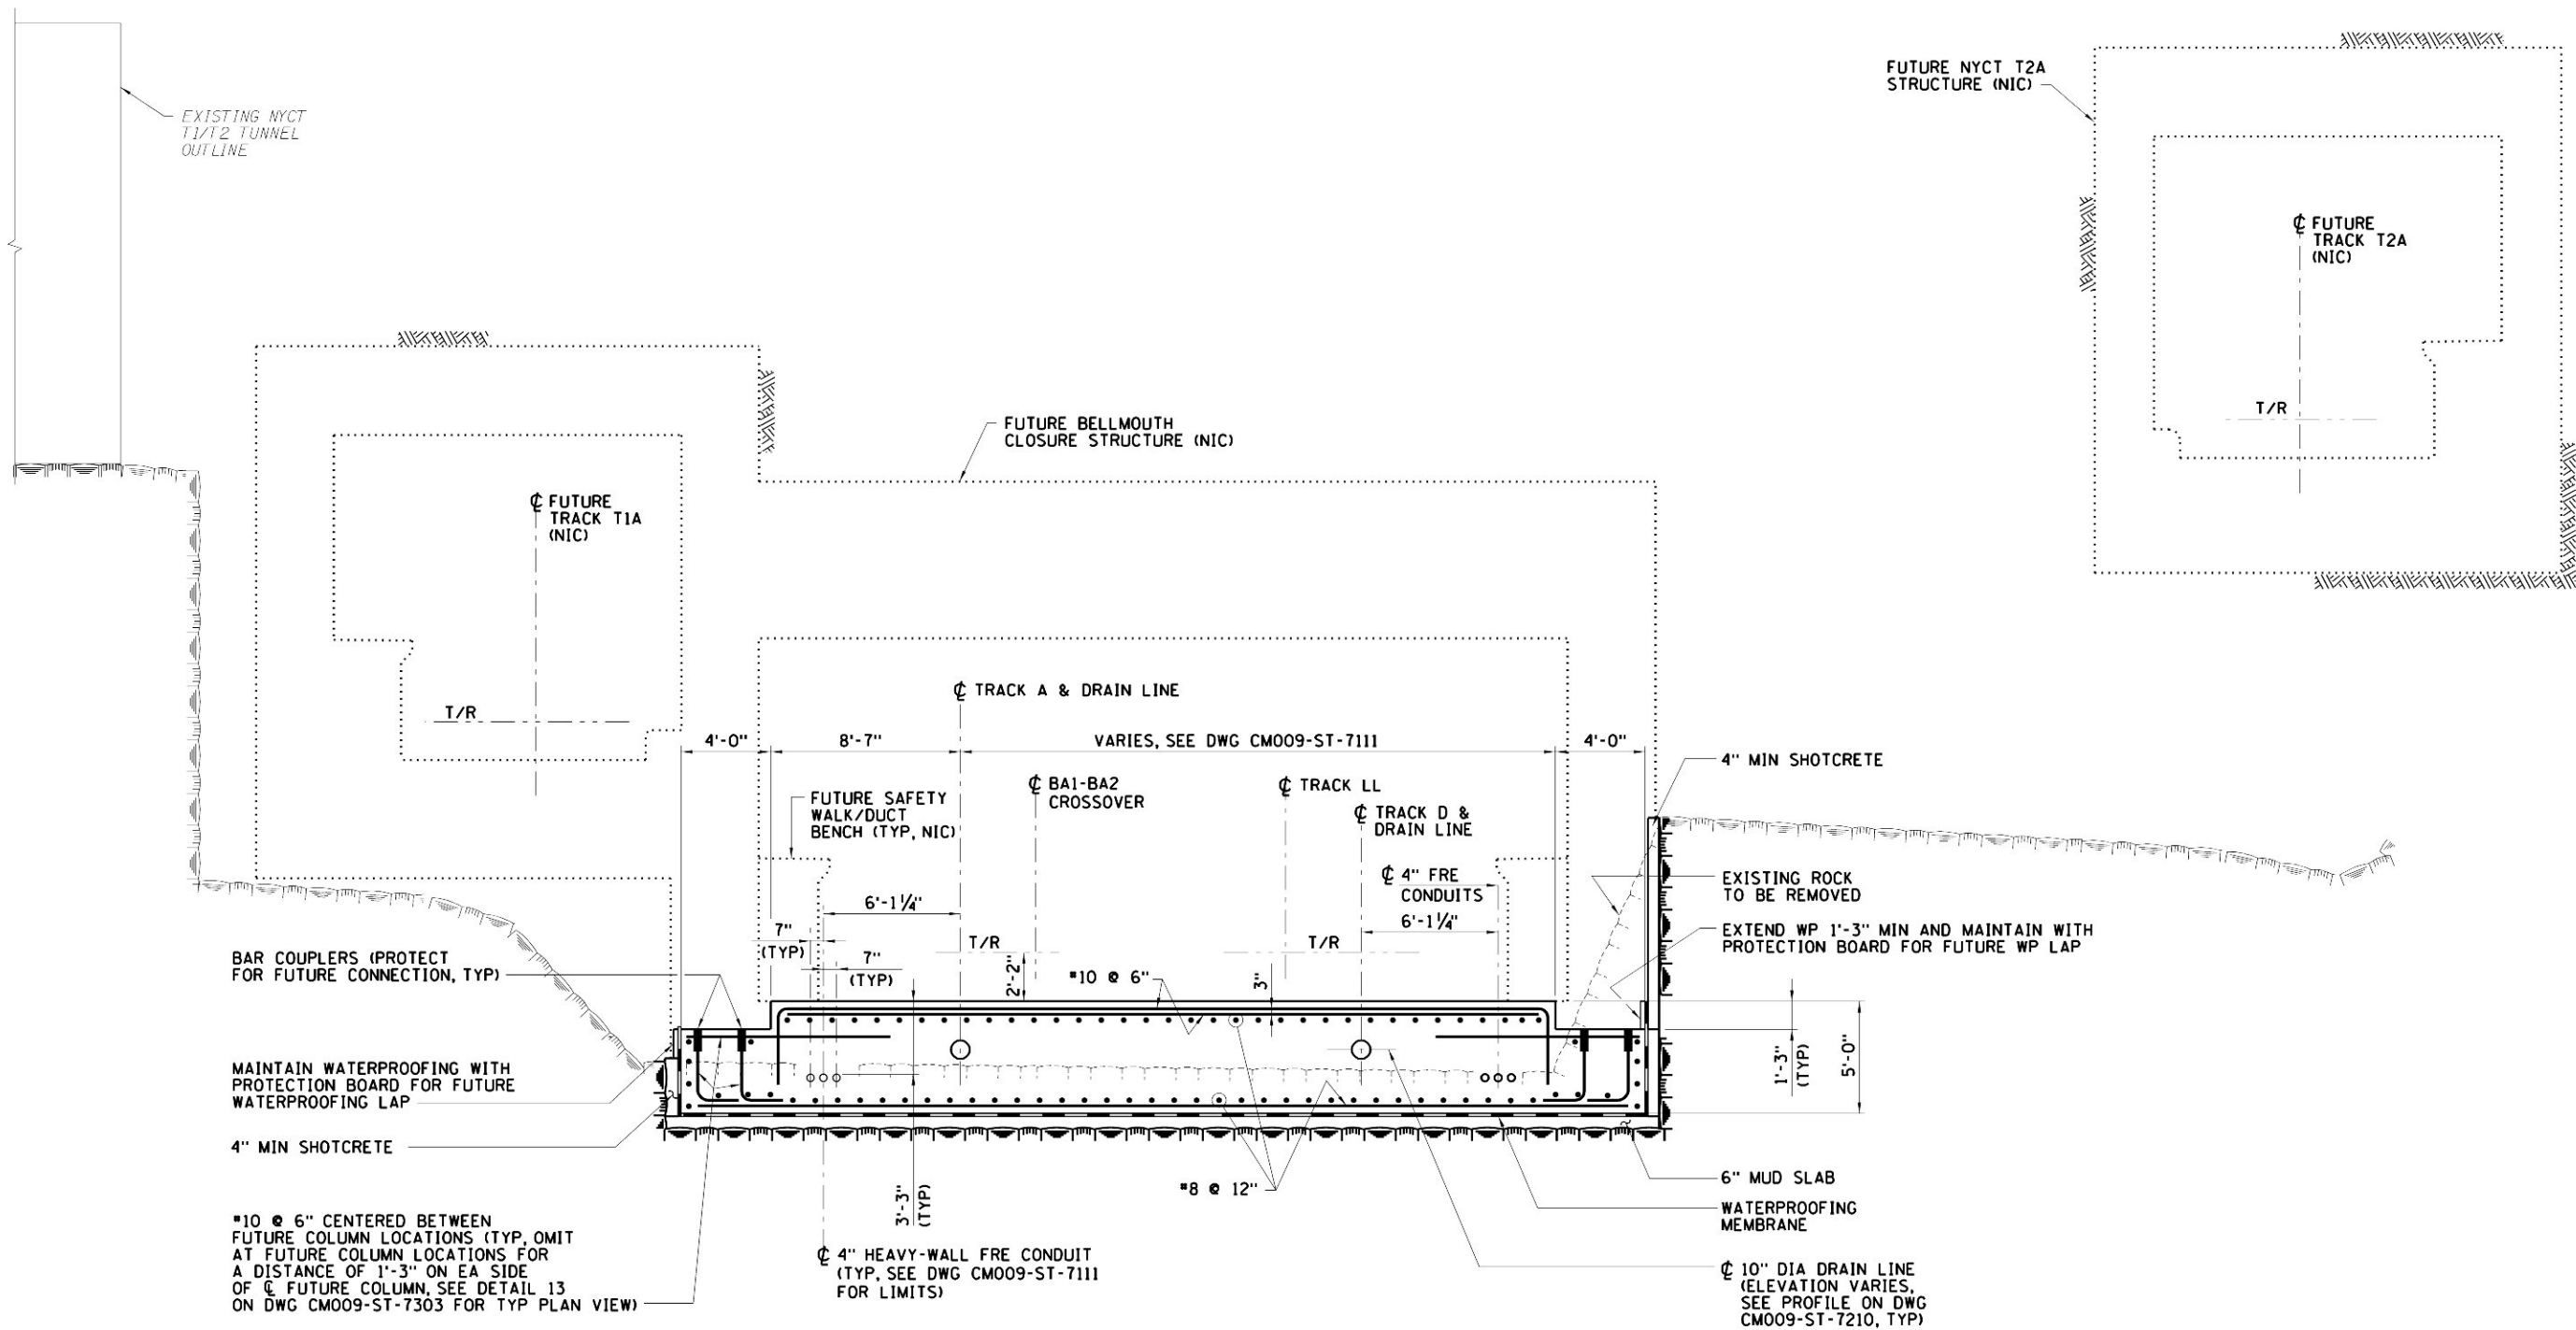 EXISTING NYCT
T1/T2 TUNNEL
OUTLINE
FUTURE NYCT T2A
STRUCTURE (NIC)
℄ FUTURE
TRACK T2A
(NIC)
T/R
FUTURE BELLMOUTH
CLOSURE STRUCTURE (NIC)
℄ FUTURE
TRACK T1A
(NIC)
T/R
℄ TRACK A & DRAIN LINE
4'-0"
8'-7"
VARIES, SEE DWG CM009-ST-7111
4'-0"
4" MIN SHOTCRETE
FUTURE SAFETY
WALK/DUCT
BENCH (TYP, NIC)
℄ BA1-BA2
CROSSOVER
℄ TRACK LL
℄ TRACK D &
DRAIN LINE
℄ 4" FRE
CONDUITS
6'-1¼"
6'-1¼"
EXISTING ROCK
TO BE REMOVED
EXTEND WP 1'-3" MIN AND MAINTAIN WITH
PROTECTION BOARD FOR FUTURE WP LAP
7"
(TYP)
7"
(TYP)
T/R
T/R
2'-2"
#10 @ 6"
3"
BAR COUPLERS (PROTECT
FOR FUTURE CONNECTION, TYP)
1'-3"
(TYP)
5'-0"
MAINTAIN WATERPROOFING WITH
PROTECTION BOARD FOR FUTURE
WATERPROOFING LAP
4" MIN SHOTCRETE
3'-3"
(TYP)
#8 @ 12"
6" MUD SLAB
WATERPROOFING
MEMBRANE
#10 @ 6" CENTERED BETWEEN
FUTURE COLUMN LOCATIONS (TYP, OMIT
AT FUTURE COLUMN LOCATIONS FOR
A DISTANCE OF 1'-3" ON EA SIDE
OF ℄ FUTURE COLUMN, SEE DETAIL 13
ON DWG CM009-ST-7303 FOR TYP PLAN VIEW)
℄ 4" HEAVY-WALL FRE CONDUIT
(TYP, SEE DWG CM009-ST-7111
FOR LIMITS)
℄ 10" DIA DRAIN LINE
(ELEVATION VARIES,
SEE PROFILE ON DWG
CM009-ST-7210, TYP)